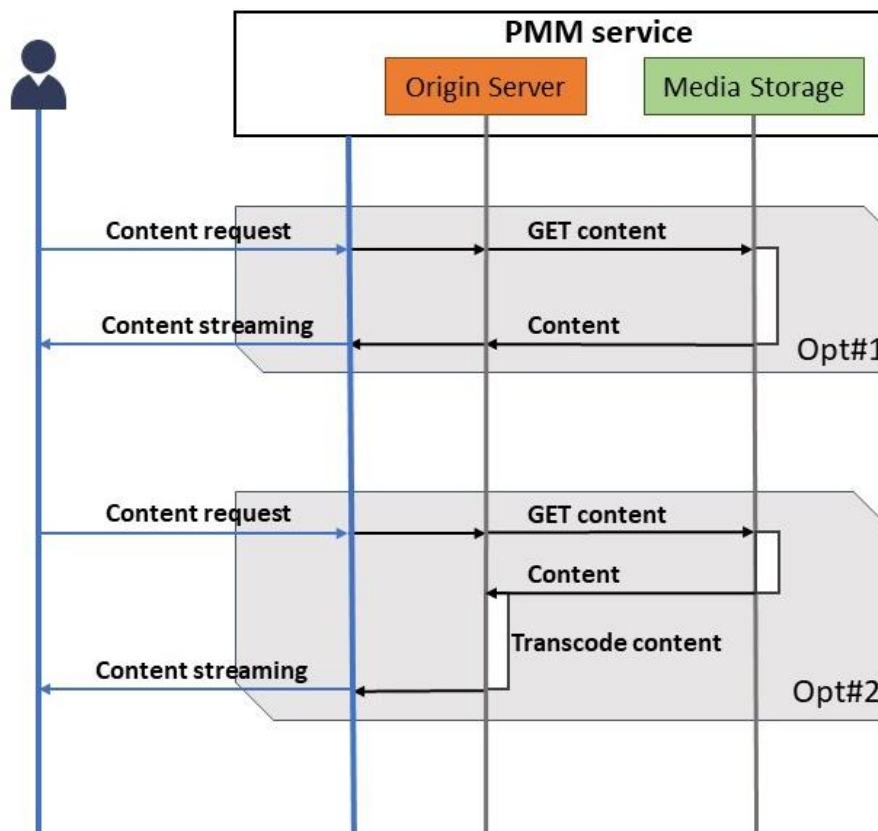 PMM service
Origin Server
Media Storage
Content request
GET content
Content streaming
Content
Opt#1
Content request
GET content
Content
Transcode content
Content streaming
Opt#2